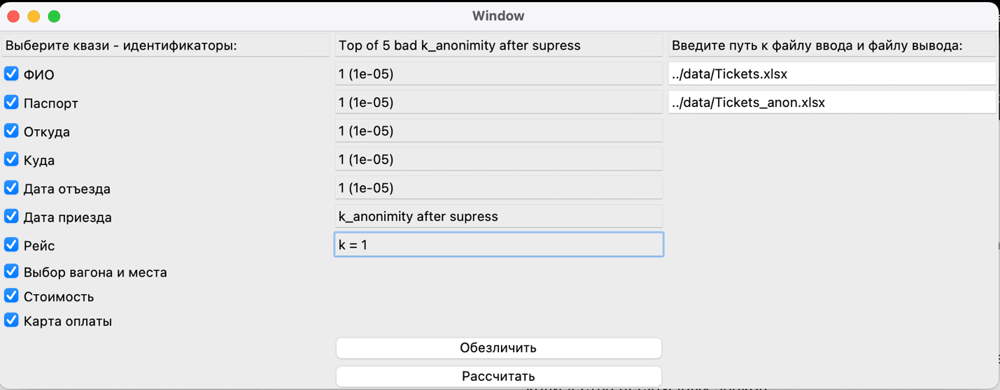 Window
Выберите квази - идентификаторы:
Top of 5 bad k_anonimity after supress
Введите путь к файлу ввода и файлу вывода:
ФИО
1 (1e-05)
../data/Tickets.xlsx
Паспорт
1 (1e-05)
../data/Tickets_anon.xlsx
Откуда
1 (1e-05)
Куда
1 (1e-05)
Дата отъезда
1 (1e-05)
Дата приезда
k_anonimity after supress
Рейс
k = 1
Выбор вагона и места
Стоимость
Карта оплаты
Обезличить
Рассчитать